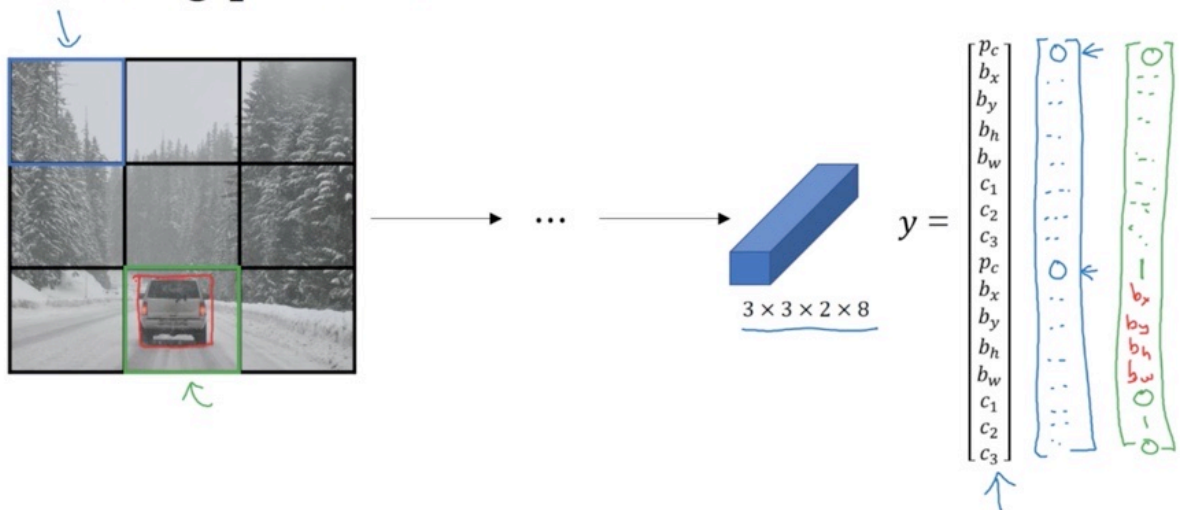 ...
3 × 3 × 2 × 8
y =
p_c
b_x
b_y
b_h
b_w
c_1
c_2
c_3
p_c
b_x
b_y
b_h
b_w
c_1
c_2
c_3
0
0
0
1
b_x
b_y
b_h
b_w
0
1
0